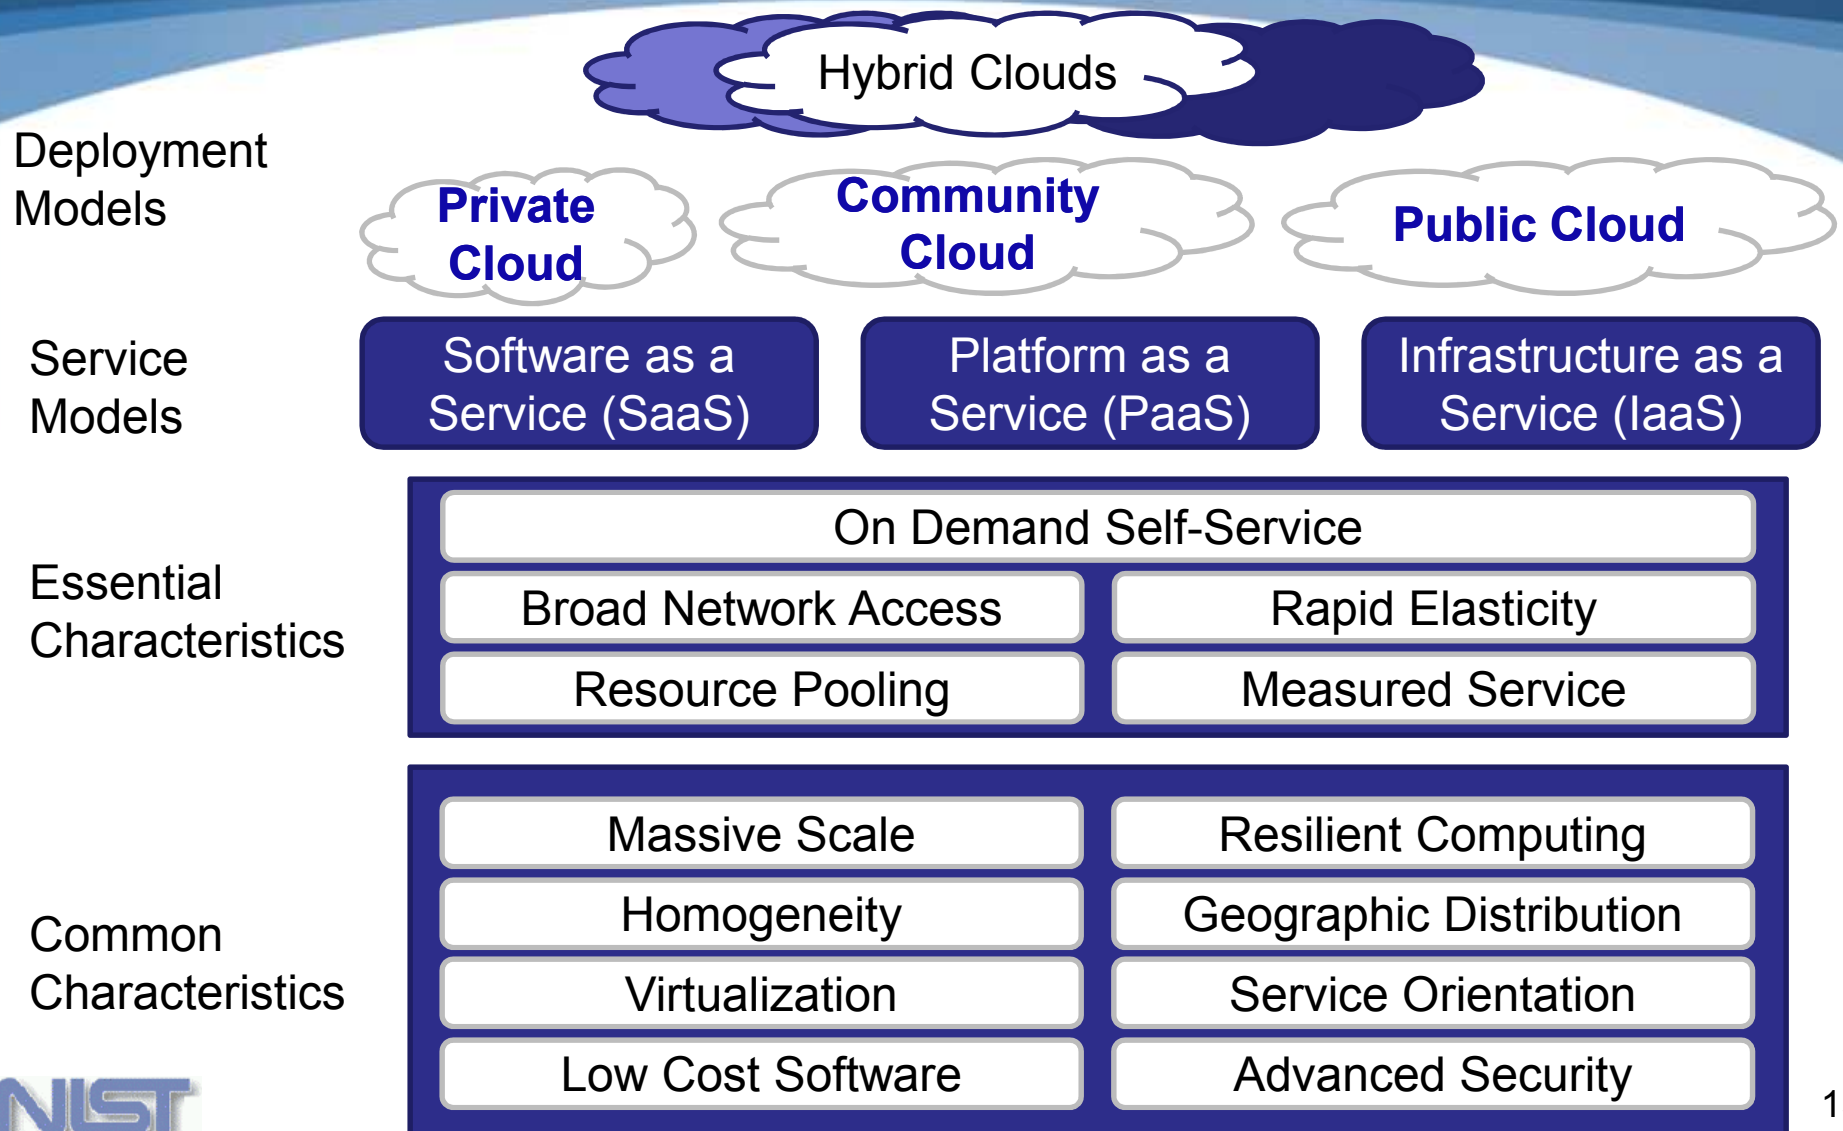 Hybrid Clouds
Deployment
Models
Private
Cloud
Community
Cloud
Public Cloud
Service
Models
Software as a
Service (SaaS)
Platform as a
Service (PaaS)
Infrastructure as a
Service (IaaS)
Essential
Characteristics
On Demand Self-Service
Broad Network Access
Rapid Elasticity
Resource Pooling
Measured Service
Common
Characteristics
Massive Scale
Resilient Computing
Homogeneity
Geographic Distribution
Virtualization
Service Orientation
Low Cost Software
Advanced Security
NIST
1